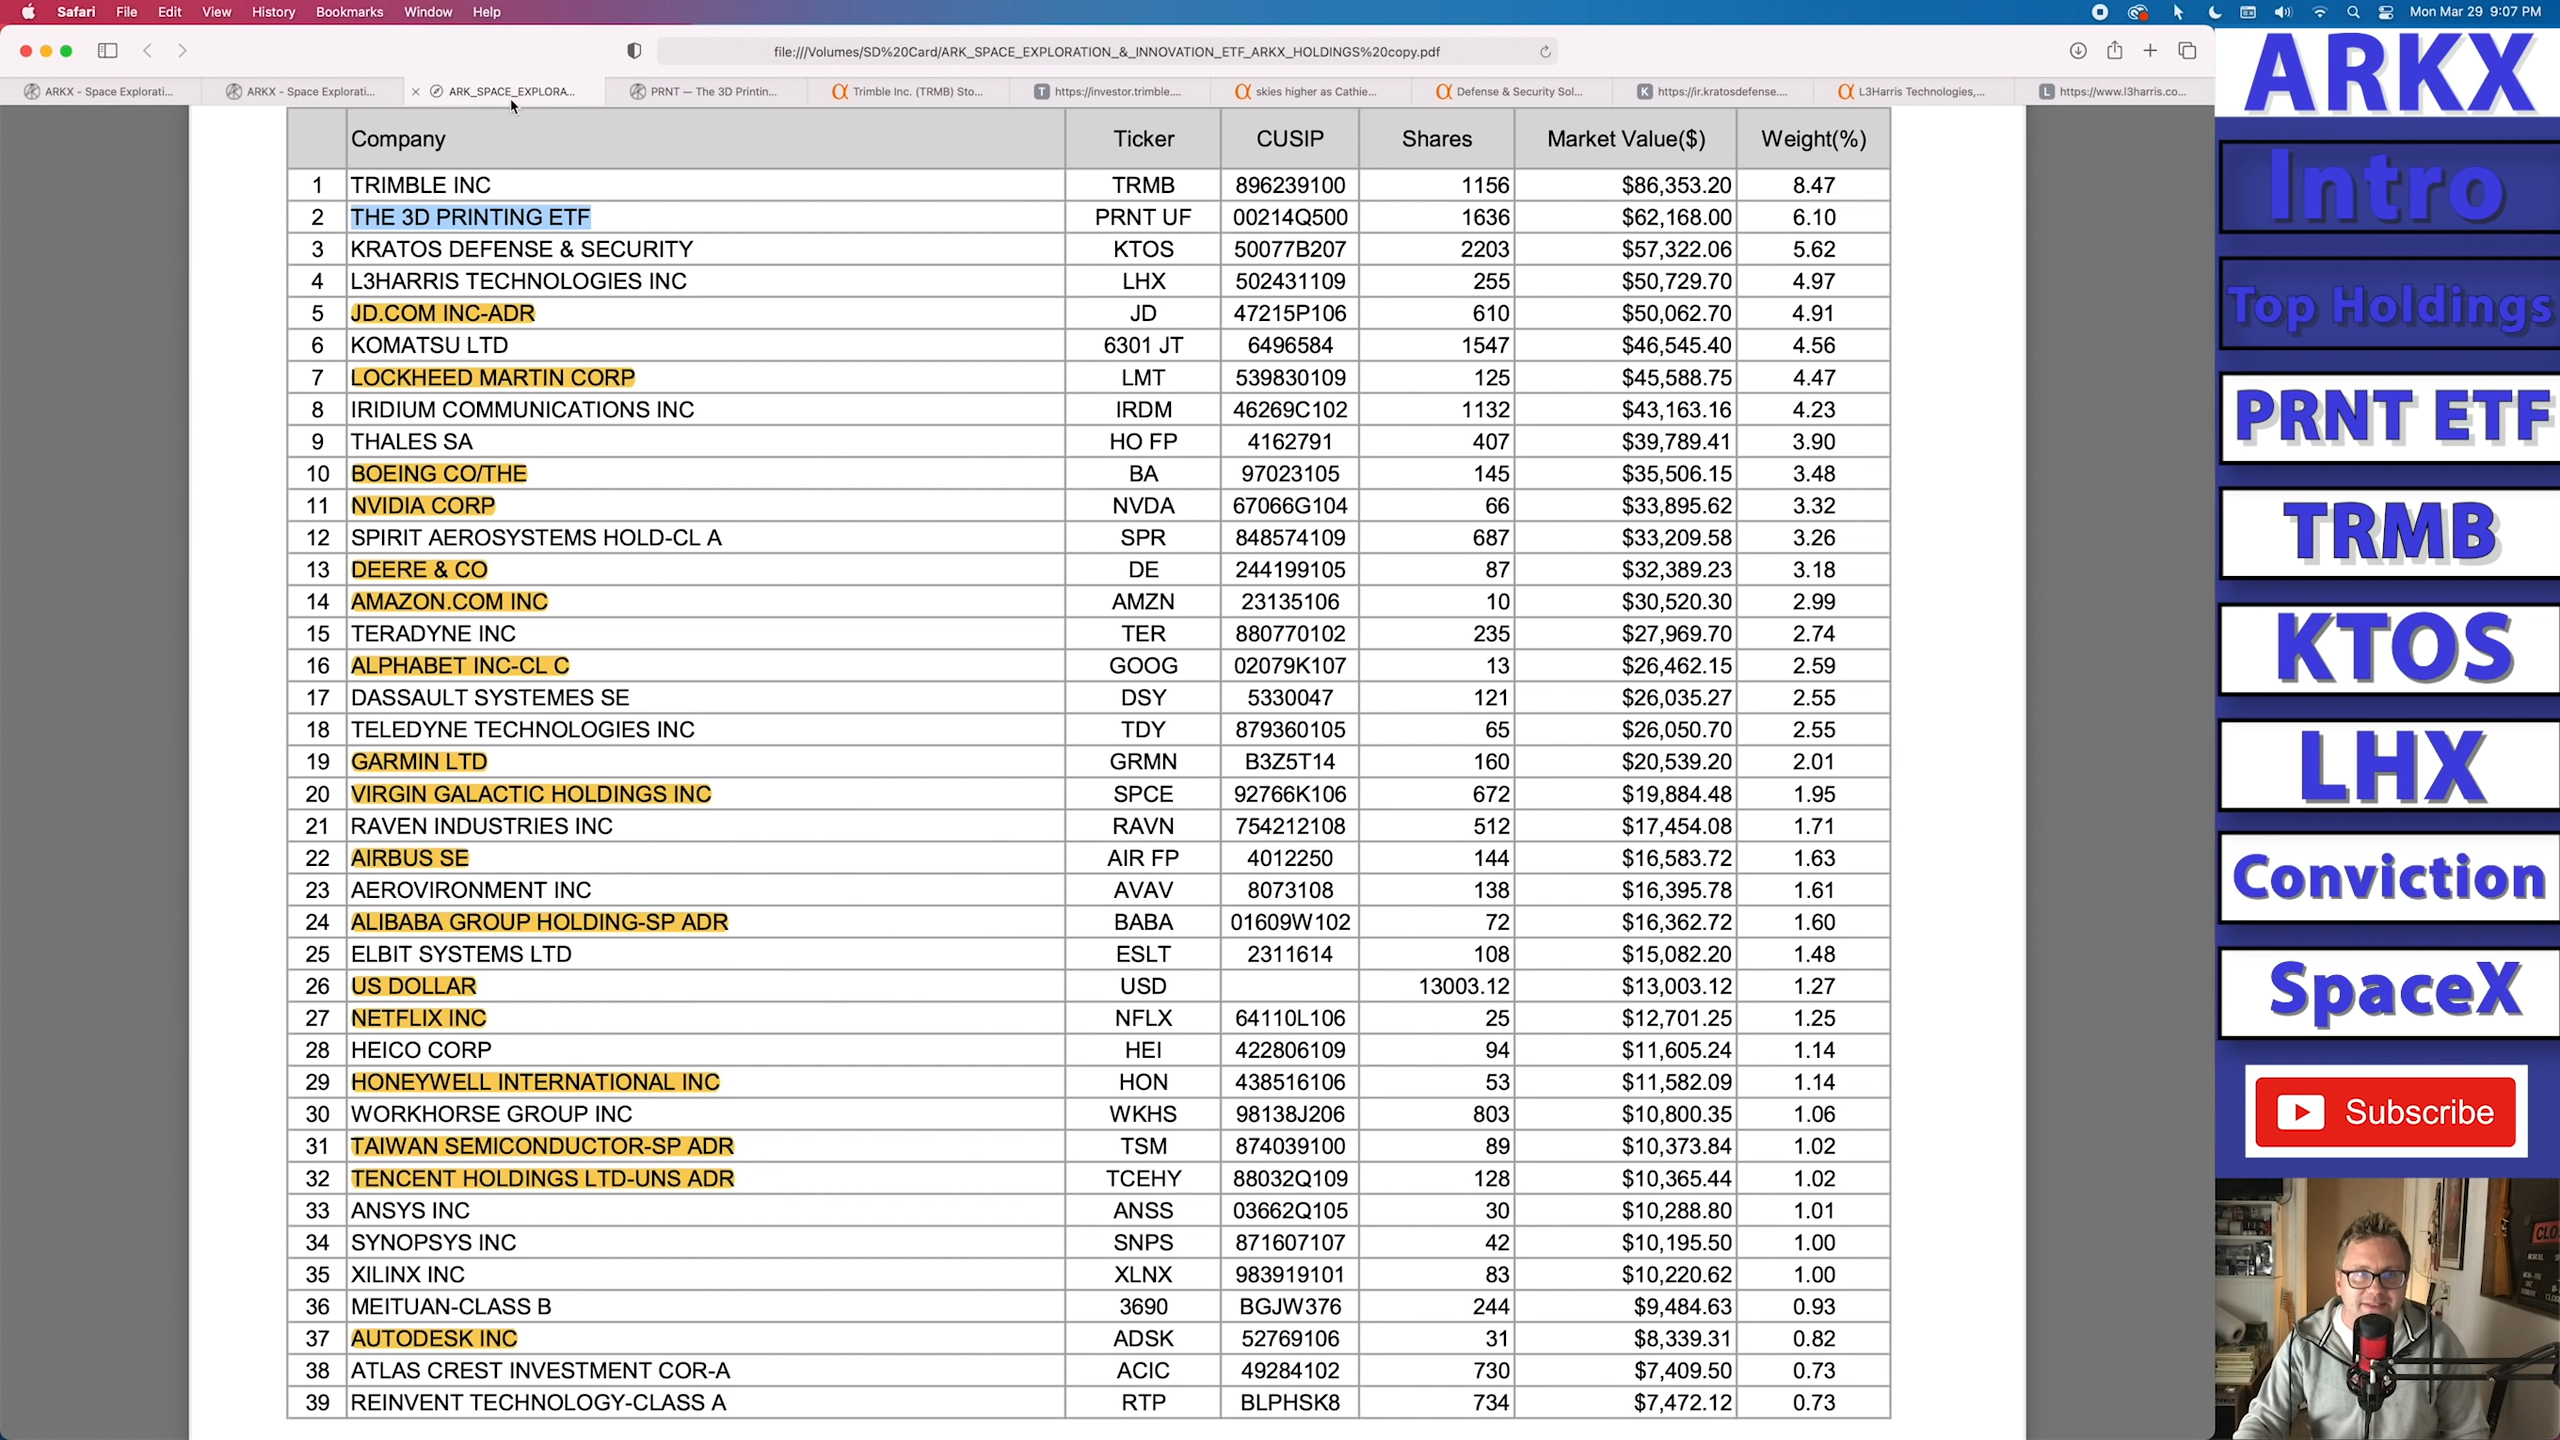 Safari File Edit View History Bookmarks Window Help Mon Mar 29 9:07 PM
file:///Volumes/SD%20Card/ARK_SPACE_EXPLORATION_&_INNOVATION_ETF_ARKX_HOLDINGS%20copy.pdf
ARKX - Space Explorati... ARKX - Space Explorati... ARK_SPACE_EXPLORA... PRNT — The 3D Printin... Trimble Inc. (TRMB) Sto... T https://investor.trimble.... skies higher as Cathie... Defense & Security Sol... K https://ir.kratosdefense.... L3Harris Technologies,... L https://www.l3harris.co...
Company Ticker CUSIP Shares Market Value($) Weight(%)
1 TRIMBLE INC TRMB 896239100 1156 $86,353.20 8.47
2 THE 3D PRINTING ETF PRNT UF 00214Q500 1636 $62,168.00 6.10
3 KRATOS DEFENSE & SECURITY KTOS 50077B207 2203 $57,322.06 5.62
4 L3HARRIS TECHNOLOGIES INC LHX 502431109 255 $50,729.70 4.97
5 JD.COM INC-ADR JD 47215P106 610 $50,062.70 4.91
6 KOMATSU LTD 6301 JT 6496584 1547 $46,545.40 4.56
7 LOCKHEED MARTIN CORP LMT 539830109 125 $45,588.75 4.47
8 IRIDIUM COMMUNICATIONS INC IRDM 46269C102 1132 $43,163.16 4.23
9 THALES SA HO FP 4162791 407 $39,789.41 3.90
10 BOEING CO/THE BA 97023105 145 $35,506.15 3.48
11 NVIDIA CORP NVDA 67066G104 66 $33,895.62 3.32
12 SPIRIT AEROSYSTEMS HOLD-CL A SPR 848574109 687 $33,209.58 3.26
13 DEERE & CO DE 244199105 87 $32,389.23 3.18
14 AMAZON.COM INC AMZN 23135106 10 $30,520.30 2.99
15 TERADYNE INC TER 880770102 235 $27,969.70 2.74
16 ALPHABET INC-CL C GOOG 02079K107 13 $26,462.15 2.59
17 DASSAULT SYSTEMES SE DSY 5330047 121 $26,035.27 2.55
18 TELEDYNE TECHNOLOGIES INC TDY 879360105 65 $26,050.70 2.55
19 GARMIN LTD GRMN B3Z5T14 160 $20,539.20 2.01
20 VIRGIN GALACTIC HOLDINGS INC SPCE 92766K106 672 $19,884.48 1.95
21 RAVEN INDUSTRIES INC RAVN 754212108 512 $17,454.08 1.71
22 AIRBUS SE AIR FP 4012250 144 $16,583.72 1.63
23 AEROVIRONMENT INC AVAV 8073108 138 $16,395.78 1.61
24 ALIBABA GROUP HOLDING-SP ADR BABA 01609W102 72 $16,362.72 1.60
25 ELBIT SYSTEMS LTD ESLT 2311614 108 $15,082.20 1.48
26 US DOLLAR USD 13003.12 $13,003.12 1.27
27 NETFLIX INC NFLX 64110L106 25 $12,701.25 1.25
28 HEICO CORP HEI 422806109 94 $11,605.24 1.14
29 HONEYWELL INTERNATIONAL INC HON 438516106 53 $11,582.09 1.14
30 WORKHORSE GROUP INC WKHS 98138J206 803 $10,800.35 1.06
31 TAIWAN SEMICONDUCTOR-SP ADR TSM 874039100 89 $10,373.84 1.02
32 TENCENT HOLDINGS LTD-UNS ADR TCEHY 88032Q109 128 $10,365.44 1.02
33 ANSYS INC ANSS 03662Q105 30 $10,288.80 1.01
34 SYNOPSYS INC SNPS 871607107 42 $10,195.50 1.00
35 XILINX INC XLNX 983919101 83 $10,220.62 1.00
36 MEITUAN-CLASS B 3690 BGJW376 244 $9,484.63 0.93
37 AUTODESK INC ADSK 52769106 31 $8,339.31 0.82
38 ATLAS CREST INVESTMENT COR-A ACIC 49284102 730 $7,409.50 0.73
39 REINVENT TECHNOLOGY-CLASS A RTP BLPHSK8 734 $7,472.12 0.73
ARKX
Intro
Top Holdings
PRNT ETF
TRMB
KTOS
LHX
Conviction
SpaceX
Subscribe